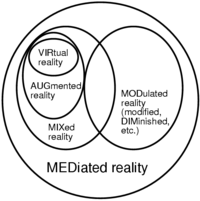 VIRtual
reality
AUGmented
reality
MIXed
reality
MODulated
reality
(modified,
DIMinished,
etc.)
MEDiated reality